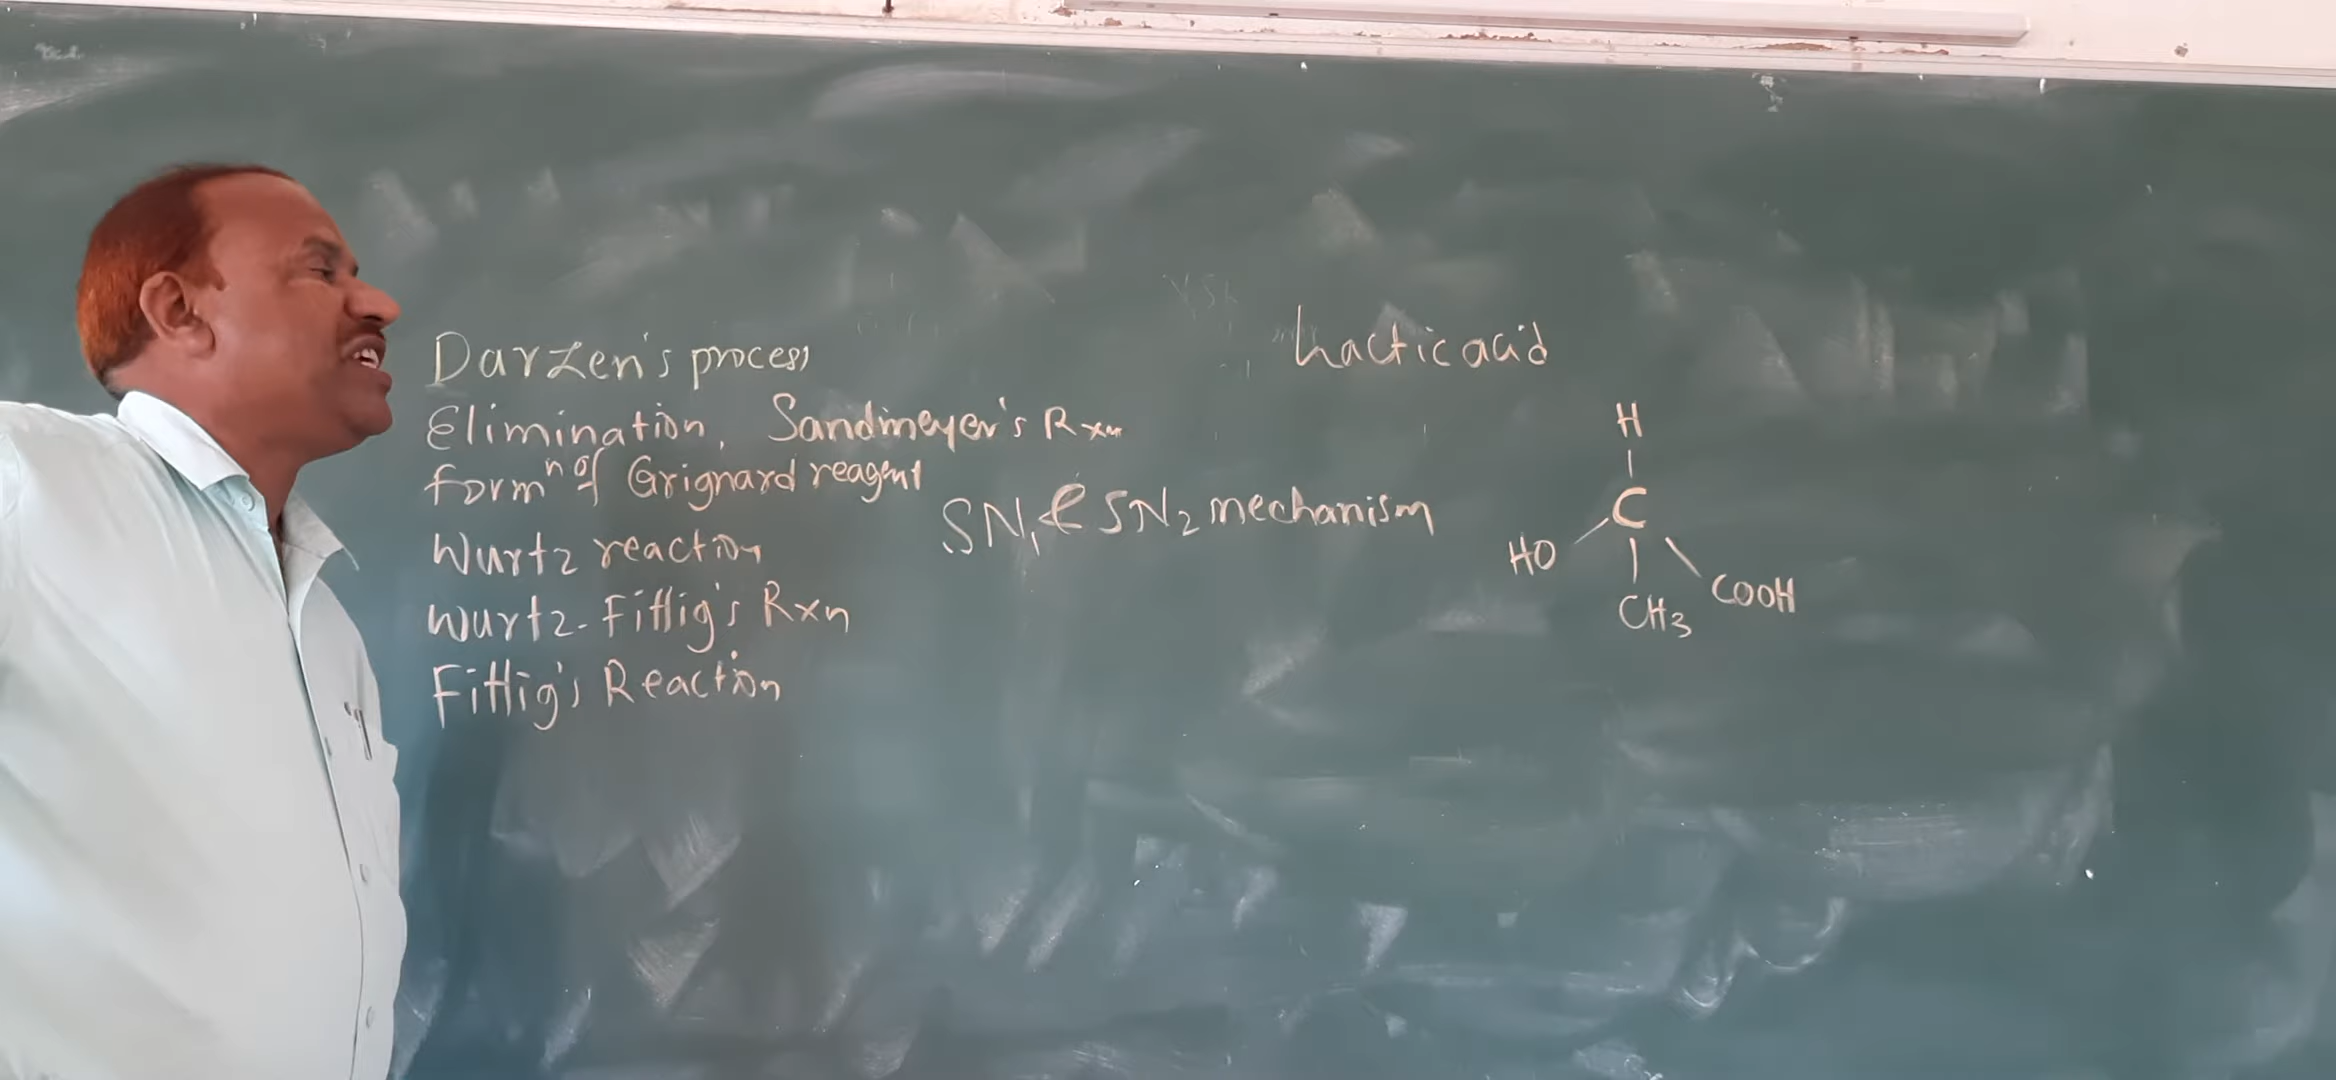 Darzen's process
Elimination, Sandmeyer's Rxn
formⁿ of Grignard reagent
Wurtz reaction
Wurtz-Fittig's Rxn
Fittig's Reaction
SN₁ & SN₂ mechanism
Lactic acid
H
C
HO
COOH
CH₃